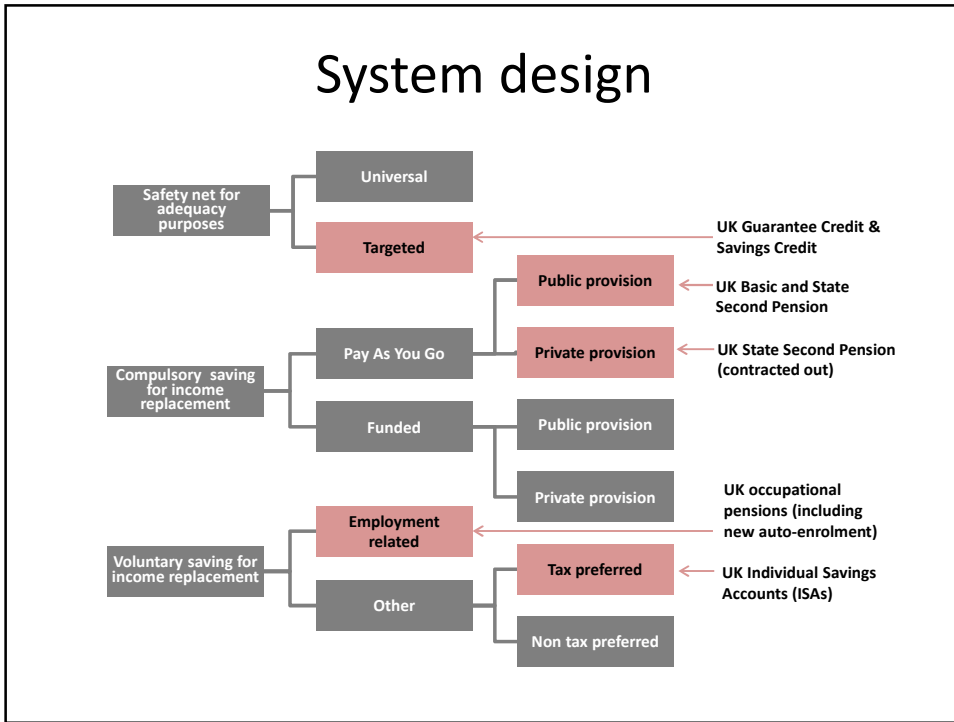 System design
Universal
Safety net for
adequacy
purposes
Targeted
UK Guarantee Credit &
Savings Credit
Public provision
UK Basic and State
Second Pension
Pay As You Go
Private provision
UK State Second Pension
(contracted out)
Compulsory saving
for income
replacement
Funded
Public provision
Private provision
UK occupational
pensions (including
new auto-enrolment)
Employment
related
Voluntary saving for
income replacement
Tax preferred
UK Individual Savings
Accounts (ISAs)
Other
Non tax preferred